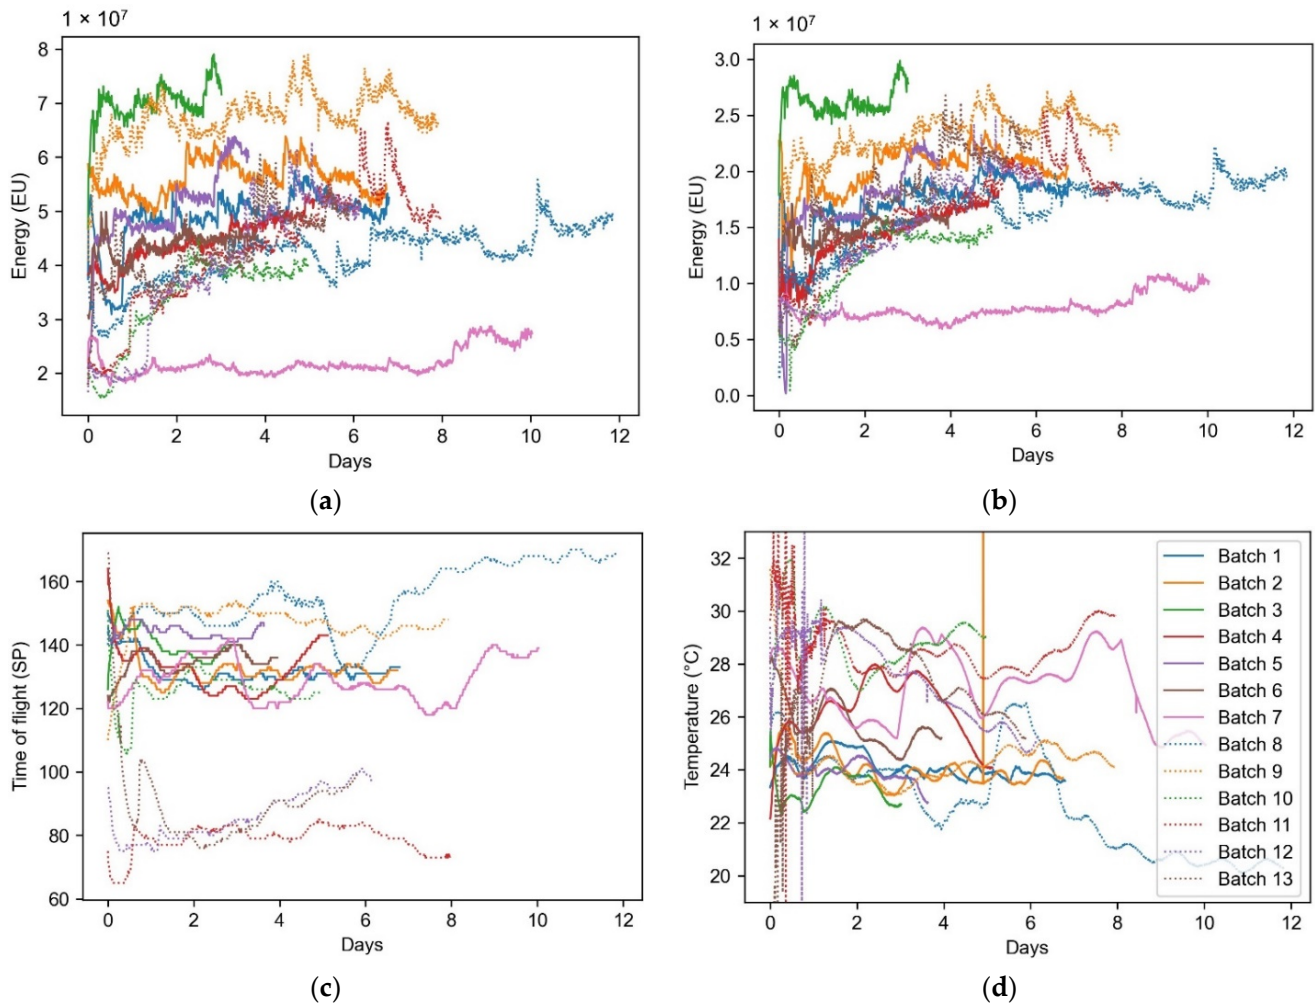 1 × 10⁷
8
7
6
5
4
3
2
Energy (EU)
0 2 4 6 8 10 12
Days
(a)
1 × 10⁷
3.0
2.5
2.0
1.5
1.0
0.5
0.0
Energy (EU)
0 2 4 6 8 10 12
Days
(b)
160
140
120
100
80
60
Time of flight (SP)
0 2 4 6 8 10 12
Days
(c)
32
30
28
26
24
22
20
Temperature (°C)
0 2 4 6 8 10 12
Days
Batch 1
Batch 2
Batch 3
Batch 4
Batch 5
Batch 6
Batch 7
Batch 8
Batch 9
Batch 10
Batch 11
Batch 12
Batch 13
(d)